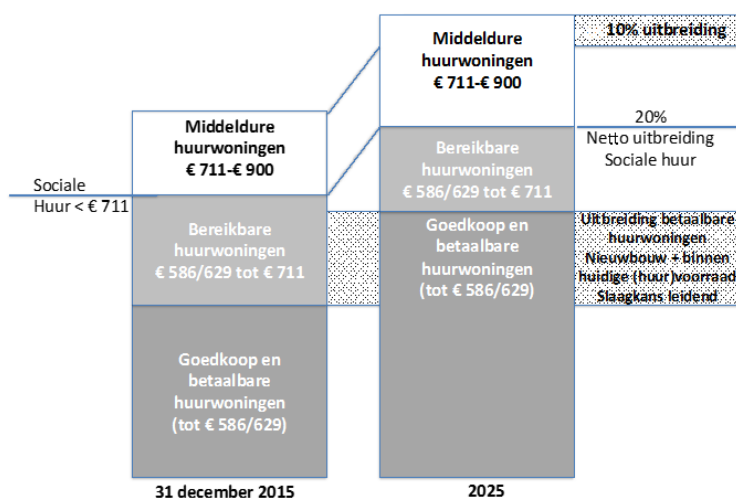 Middeldure
huurwoningen
€ 711-€ 900
Sociale
Huur < € 711
Bereikbare
huurwoningen
€ 586/629 tot € 711
Goedkoop en
betaalbare
huurwoningen
(tot € 586/629)
31 december 2015
Middeldure
huurwoningen
€ 711-€ 900
Bereikbare
huurwoningen
€ 586/629 tot € 711
Goedkoop en
betaalbare
huurwoningen
(tot € 586/629)
2025
10% uitbreiding
20%
Netto uitbreiding
Sociale huur
Uitbreiding betaalbare
huurwoningen
Nieuwbouw + binnen
huidige (huur)voorraad
Slaagkans leidend